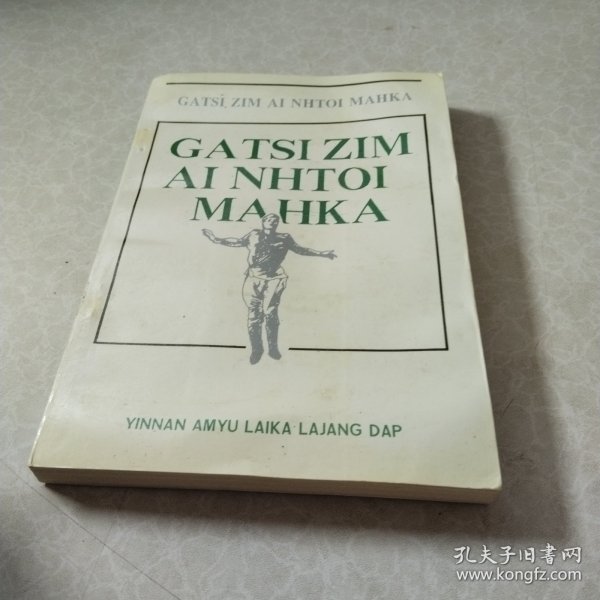 GATSI ZIM AI NHTOI MAHKA
GATSI ZIM
AI NHTOI
MAHKA
YINNAN AMYU LAIKA LAJANG DAP
孔夫子旧书网
www.kongfz.com